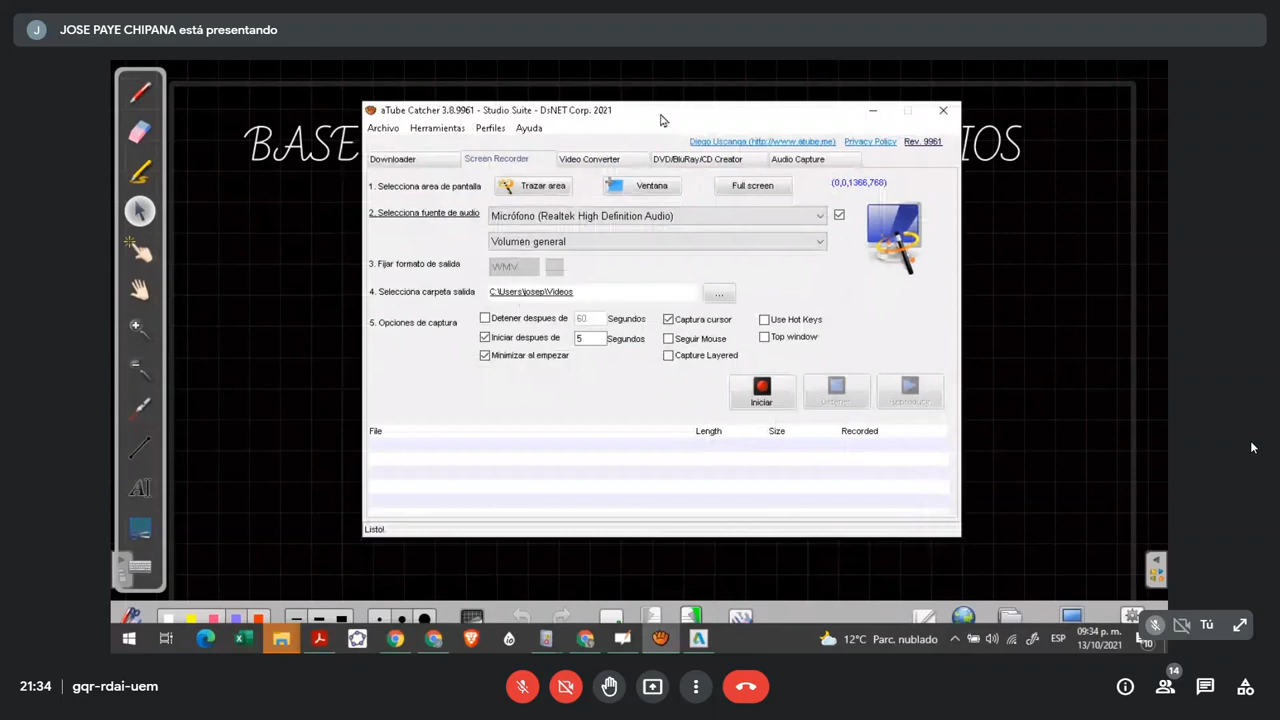 J JOSE PAYE CHIPANA está presentando
BASE
IOS
aTube Catcher 3.8.9961 - Studio Suite - DsNET Corp. 2021
Archivo Herramientas Perfiles Ayuda
Diego Uscanga (http://www.atube.me) Privacy Policy Rev. 9961
Downloader Screen Recorder Video Converter DVD/BluRay/CD Creator Audio Capture
1. Selecciona area de pantalla Trazar area Ventana Full screen (0,0,1366,768)
2. Selecciona fuente de audio Micrófono (Realtek High Definition Audio)
Volumen general
3. Fijar formato de salida WMV
4. Selecciona carpeta salida C:\Users\josep\Videos ...
5. Opciones de captura Detener despues de 60 Segundos Captura cursor Use Hot Keys
Iniciar despues de 5 Segundos Seguir Mouse Top window
Minimizar al empezar Capture Layered
Iniciar Detener Reproducir
File Length Size Recorded
Listo!
AI
12°C Parc. nublado ESP 09:34 p. m.
13/10/2021 10
Tú
21:34 gqr-rdai-uem 14